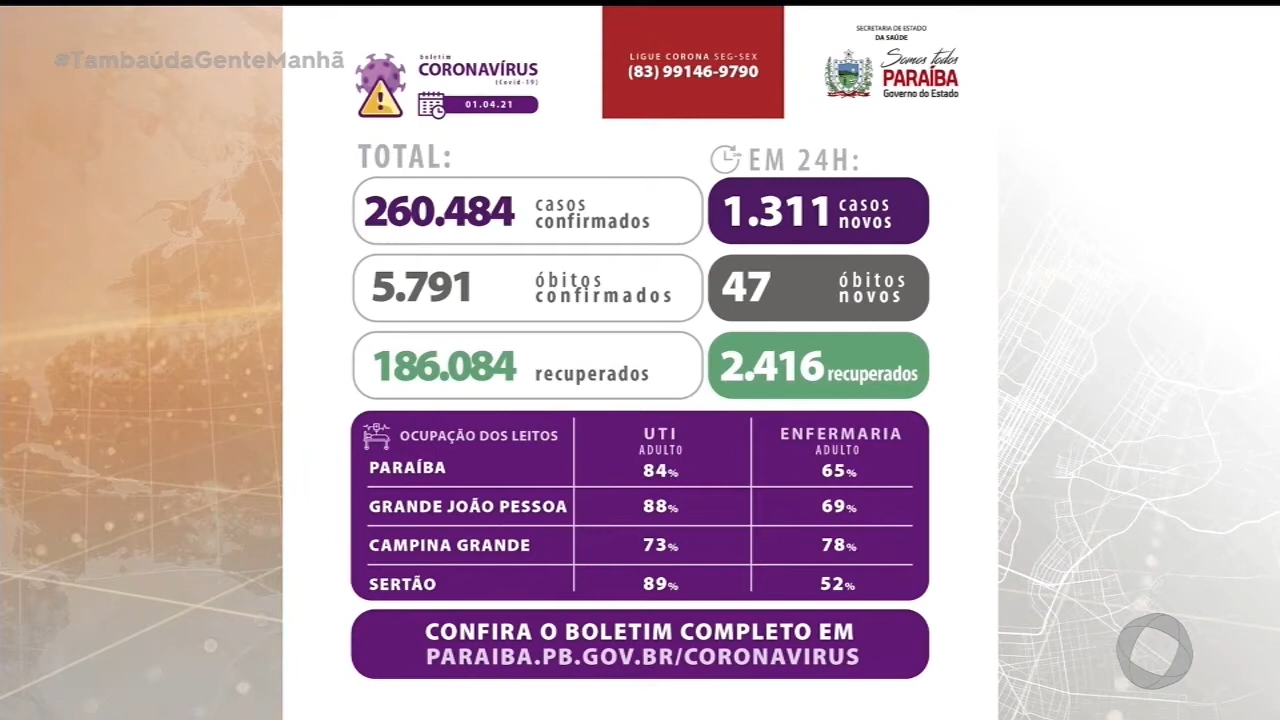 #TambaúdaGenteManhã
boletim
CORONAVÍRUS
(Covid-19)
01.04.21
LIGUE CORONA SEG-SEX
(83) 99146-9790
SECRETARIA DE ESTADO
DA SAÚDE
Somos todos
PARAÍBA
Governo do Estado
TOTAL:
EM 24H:
260.484 casos confirmados
1.311 casos novos
5.791 óbitos confirmados
47 óbitos novos
186.084 recuperados
2.416 recuperados
OCUPAÇÃO DOS LEITOS UTI ADULTO ENFERMARIA ADULTO
PARAÍBA 84% 65%
GRANDE JOÃO PESSOA 88% 69%
CAMPINA GRANDE 73% 78%
SERTÃO 89% 52%
CONFIRA O BOLETIM COMPLETO EM
PARAIBA.PB.GOV.BR/CORONAVIRUS